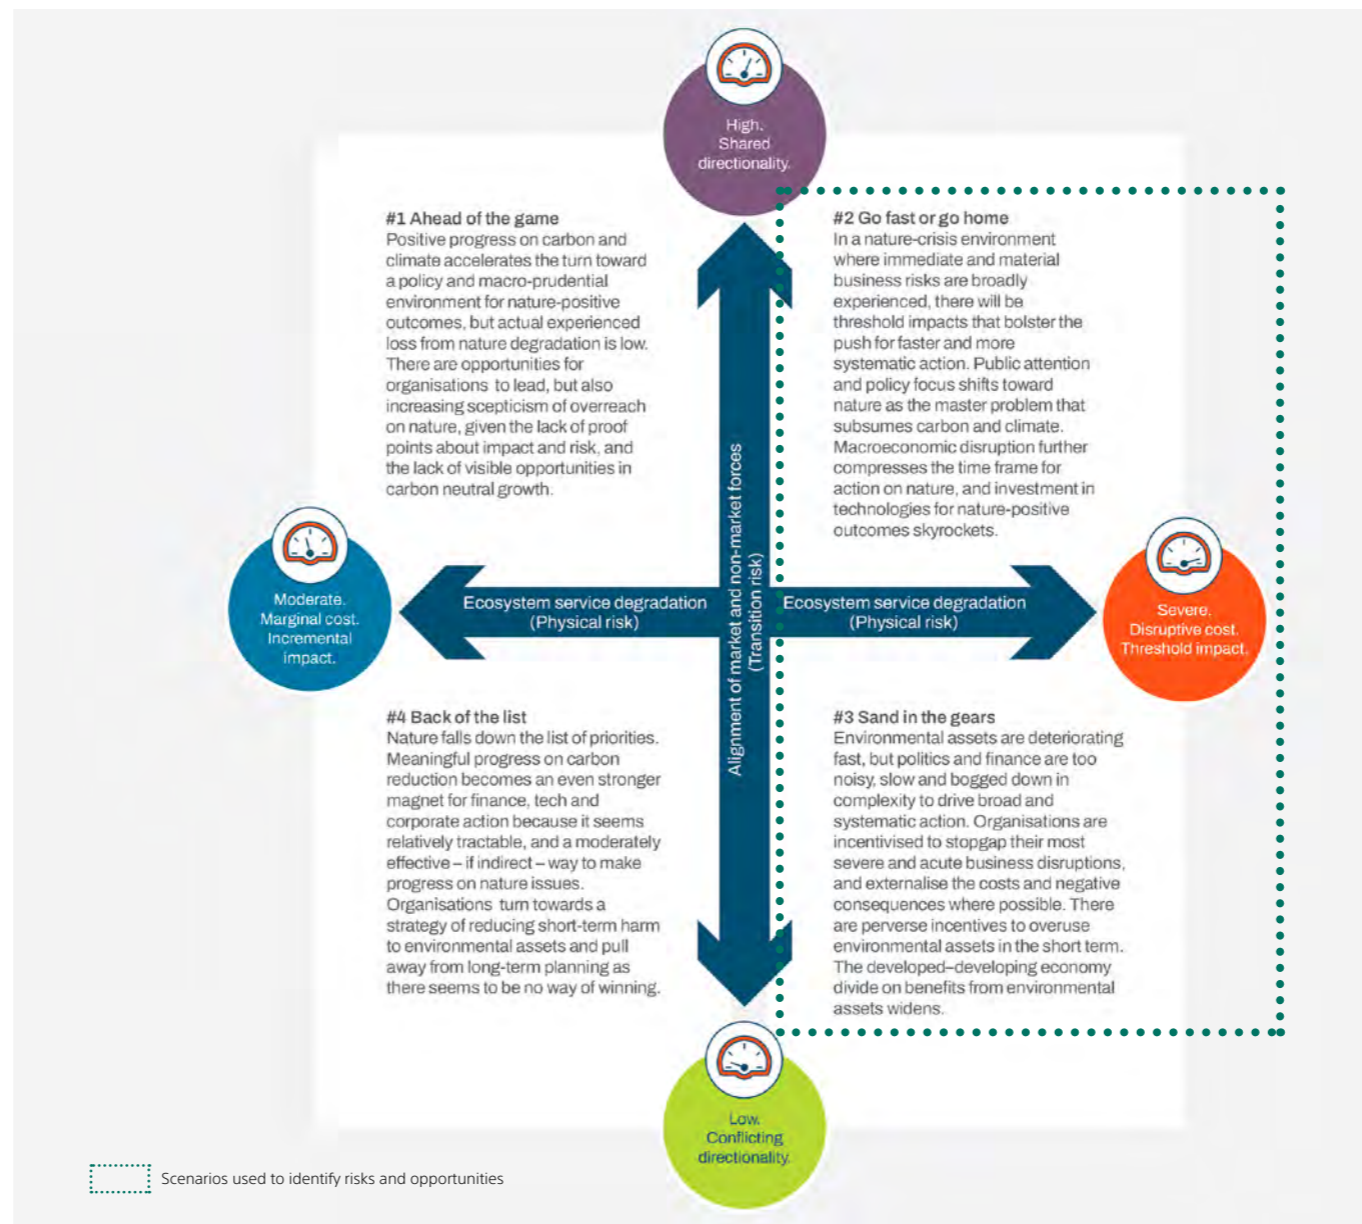 High.
Shared
directionality.
#1 Ahead of the game
Positive progress on carbon and
climate accelerates the turn toward
a policy and macro-prudential
environment for nature-positive
outcomes, but actual experienced
loss from nature degradation is low.
There are opportunities for
organisations to lead, but also
increasing scepticism of overreach
on nature, given the lack of proof
points about impact and risk, and
the lack of visible opportunities in
carbon neutral growth.
#2 Go fast or go home
In a nature-crisis environment
where immediate and material
business risks are broadly
experienced, there will be
threshold impacts that bolster the
push for faster and more
systematic action. Public attention
and policy focus shifts toward
nature as the master problem that
subsumes carbon and climate.
Macroeconomic disruption further
compresses the time frame for
action on nature, and investment in
technologies for nature-positive
outcomes skyrockets.
Moderate.
Marginal cost.
Incremental
impact.
Ecosystem service degradation
(Physical risk)
Alignment of market and non-market forces
(Transition risk)
Ecosystem service degradation
(Physical risk)
Severe.
Disruptive cost.
Threshold impact.
#4 Back of the list
Nature falls down the list of priorities.
Meaningful progress on carbon
reduction becomes an even stronger
magnet for finance, tech and
corporate action because it seems
relatively tractable, and a moderately
effective – if indirect – way to make
progress on nature issues.
Organisations turn towards a
strategy of reducing short-term harm
to environmental assets and pull
away from long-term planning as
there seems to be no way of winning.
#3 Sand in the gears
Environmental assets are deteriorating
fast, but politics and finance are too
noisy, slow and bogged down in
complexity to drive broad and
systematic action. Organisations are
incentivised to stopgap their most
severe and acute business disruptions,
and externalise the costs and negative
consequences where possible. There
are perverse incentives to overuse
environmental assets in the short term.
The developed–developing economy
divide on benefits from environmental
assets widens.
Low.
Conflicting
directionality.
Scenarios used to identify risks and opportunities